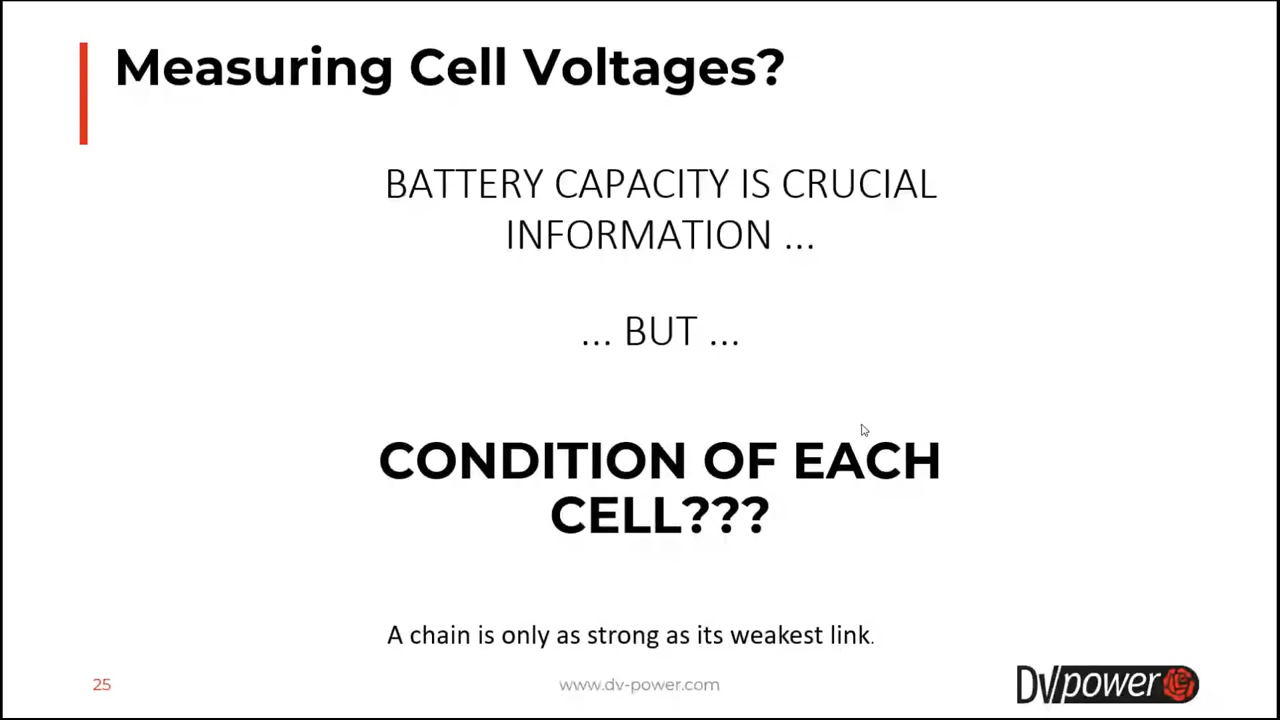 Measuring Cell Voltages?
BATTERY CAPACITY IS CRUCIAL
INFORMATION ...
... BUT ...
CONDITION OF EACH
CELL???
A chain is only as strong as its weakest link.
25
www.dv-power.com
DV power